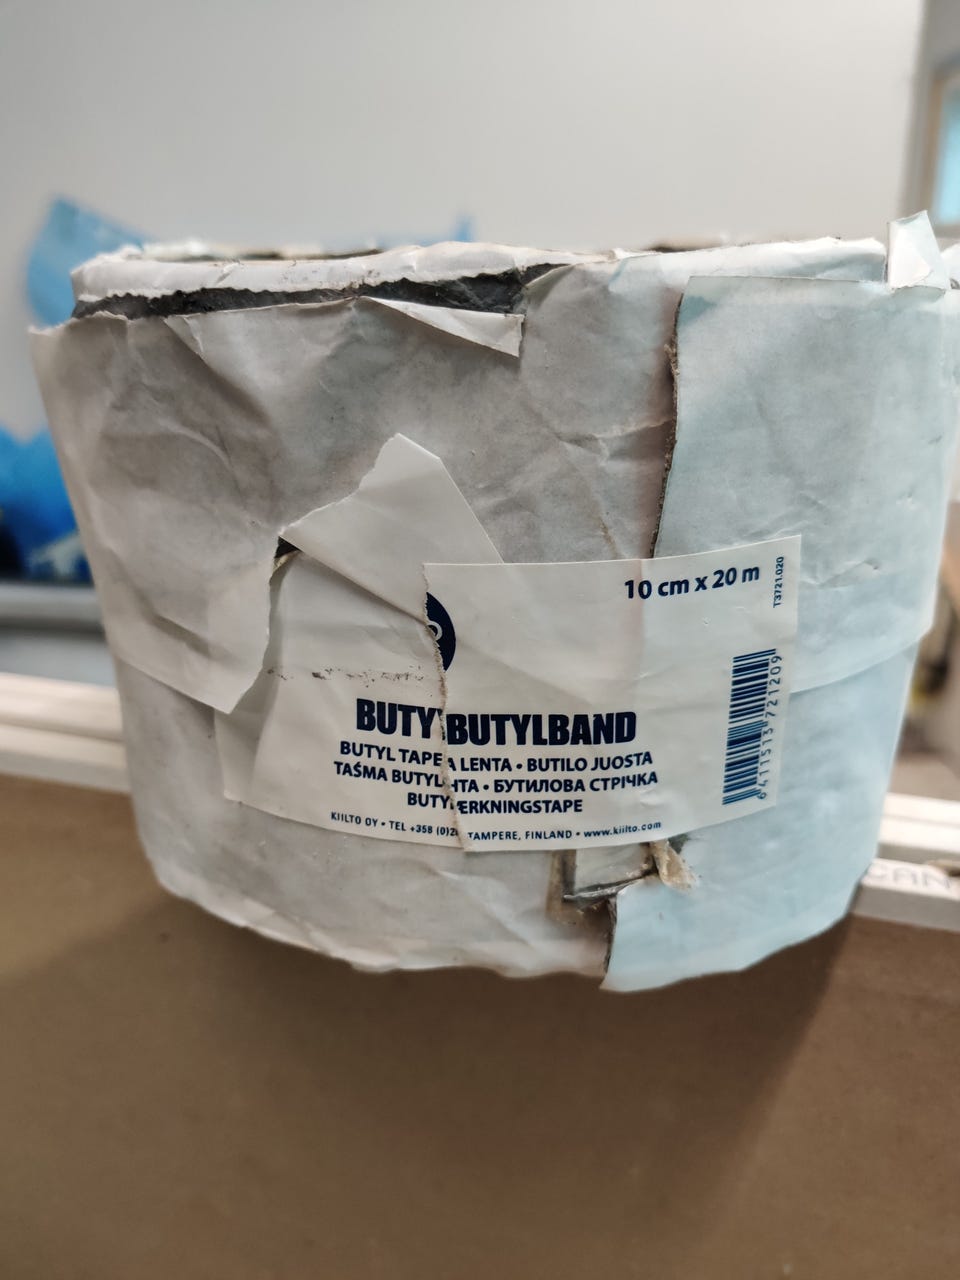 10 cm x 20 m
T3721.020
BUTY BUTYLBAND
BUTYL TAPE A LENTA • BUTILO JUOSTA
TAŚMA BUTYL HTA • БУТИЛОВА СТРІЧКА
BUTY ERKNINGSTAPE
KIILTO OY • TEL +358 (0)2 TAMPERE, FINLAND • www.kiilto.com
6411513721209